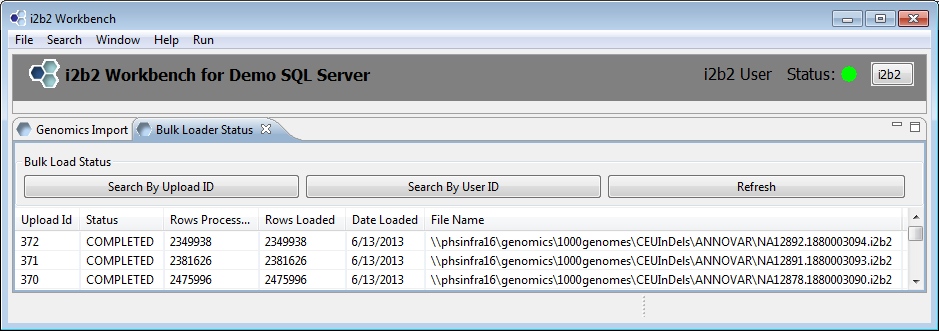 i2b2 Workbench
File Search Window Help Run
i2b2 Workbench for Demo SQL Server i2b2 User Status: i2b2
Genomics Import Bulk Loader Status
Bulk Load Status
Search By Upload ID Search By User ID Refresh
Upload Id Status Rows Process... Rows Loaded Date Loaded File Name
372 COMPLETED 2349938 2349938 6/13/2013 \\phsinfra16\genomics\1000genomes\CEUInDels\ANNOVAR\NA12892.1880003094.i2b2
371 COMPLETED 2381626 2381626 6/13/2013 \\phsinfra16\genomics\1000genomes\CEUInDels\ANNOVAR\NA12891.1880003093.i2b2
370 COMPLETED 2475996 2475996 6/13/2013 \\phsinfra16\genomics\1000genomes\CEUInDels\ANNOVAR\NA12878.1880003090.i2b2